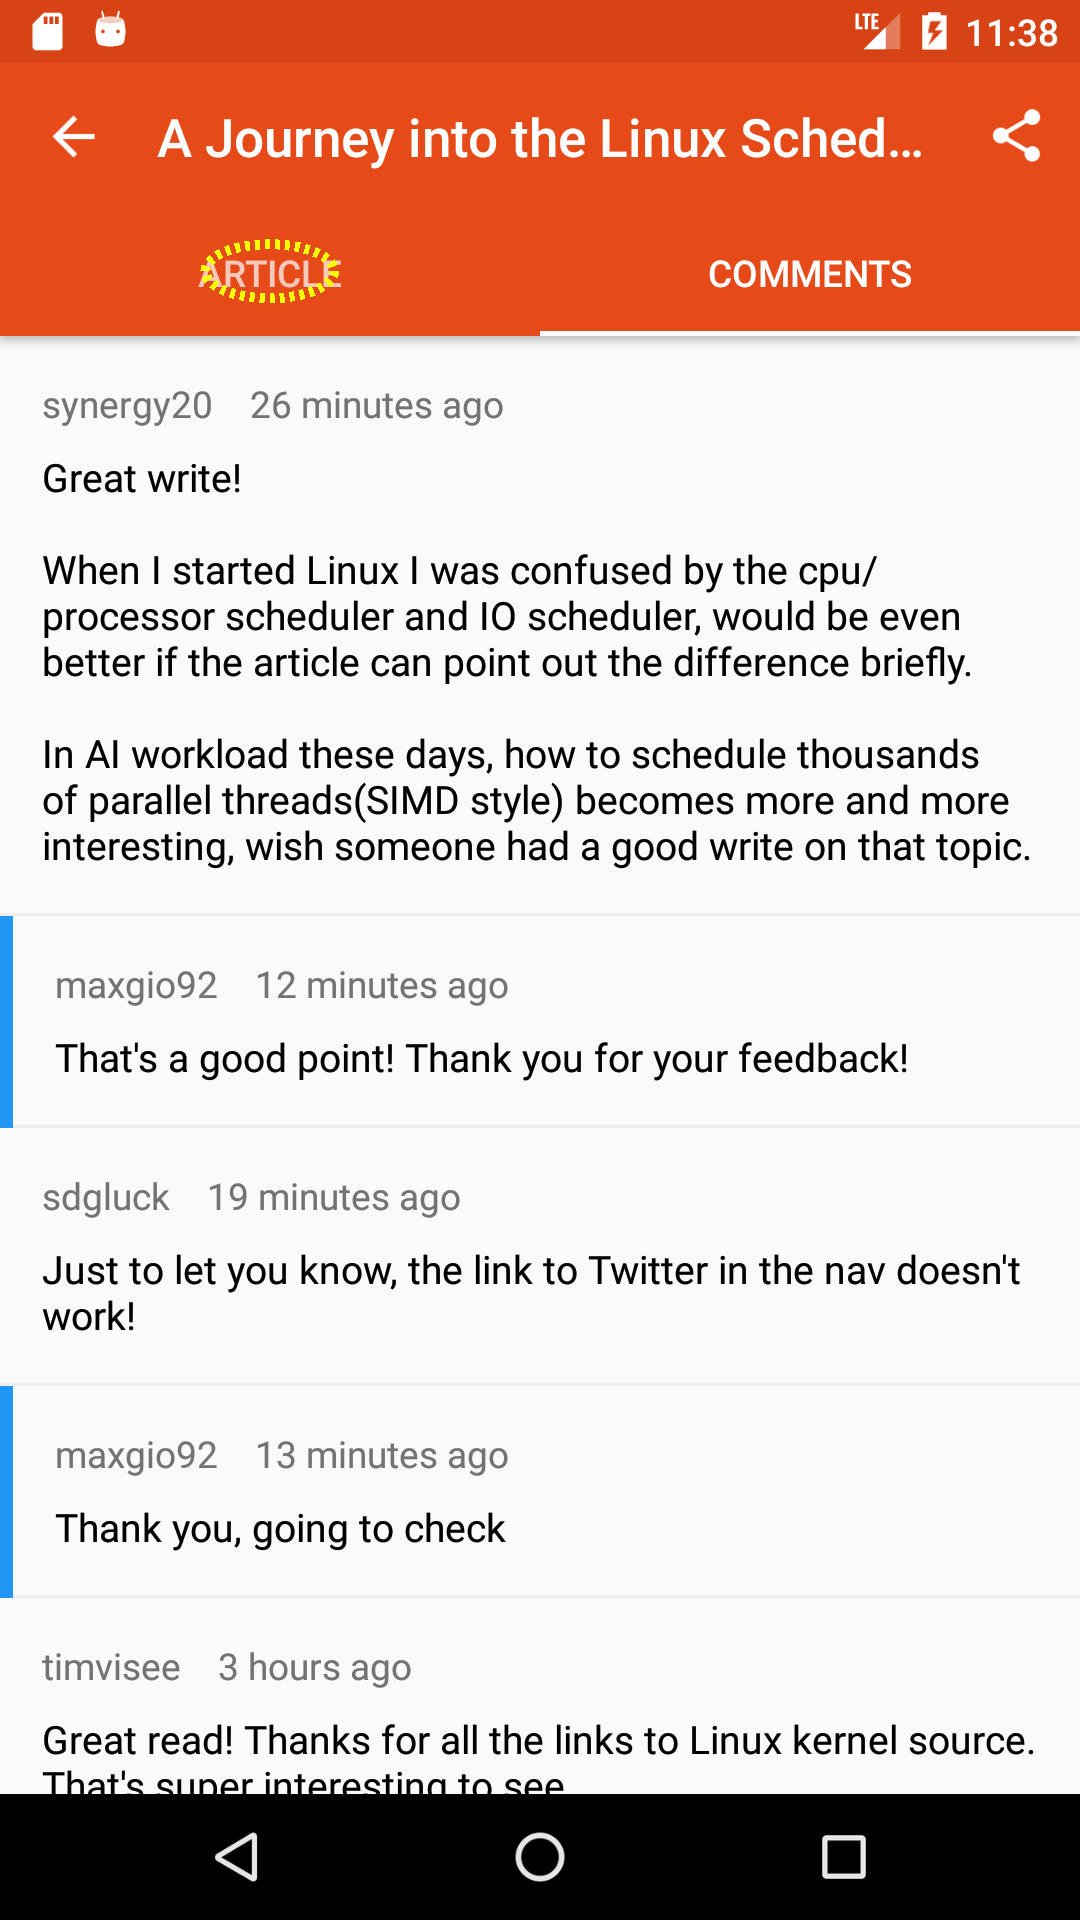 LTE 11:38
A Journey into the Linux Sched...
ARTICLE COMMENTS
synergy20 26 minutes ago
Great write!
When I started Linux I was confused by the cpu/
processor scheduler and IO scheduler, would be even
better if the article can point out the difference briefly.
In AI workload these days, how to schedule thousands
of parallel threads(SIMD style) becomes more and more
interesting, wish someone had a good write on that topic.
maxgio92 12 minutes ago
That's a good point! Thank you for your feedback!
sdgluck 19 minutes ago
Just to let you know, the link to Twitter in the nav doesn't
work!
maxgio92 13 minutes ago
Thank you, going to check
timvisee 3 hours ago
Great read! Thanks for all the links to Linux kernel source.
That's super interesting to see